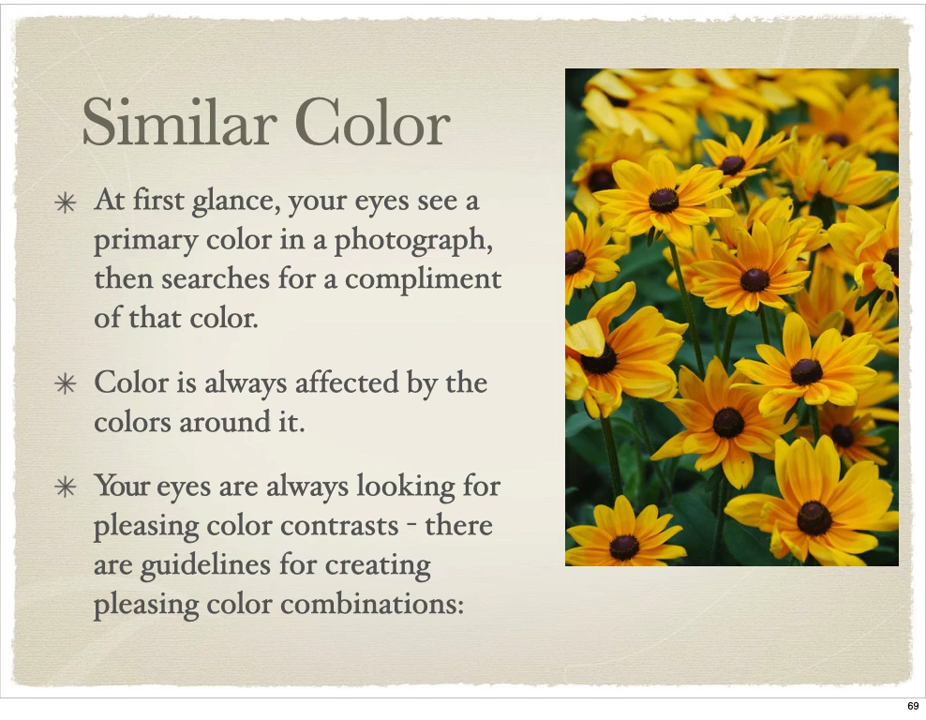 Similar Color
At first glance, your eyes see a
primary color in a photograph,
then searches for a compliment
of that color.
Color is always affected by the
colors around it.
Your eyes are always looking for
pleasing color contrasts - there
are guidelines for creating
pleasing color combinations:
69